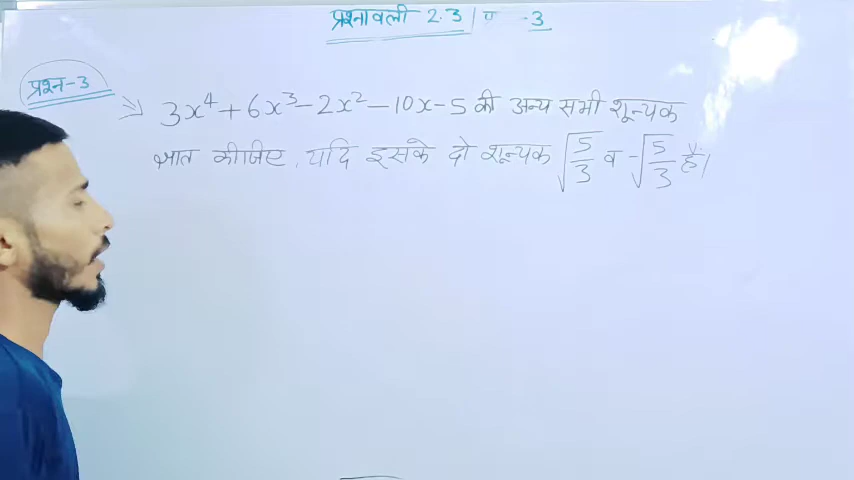 प्रश्नावली 2.3 -3
प्रश्न-3
3x⁴ + 6x³ - 2x² - 10x - 5 की अन्य सभी शून्यक
ज्ञात कीजिए, यदि इसके दो शून्यक √5/3 व -√5/3 है।